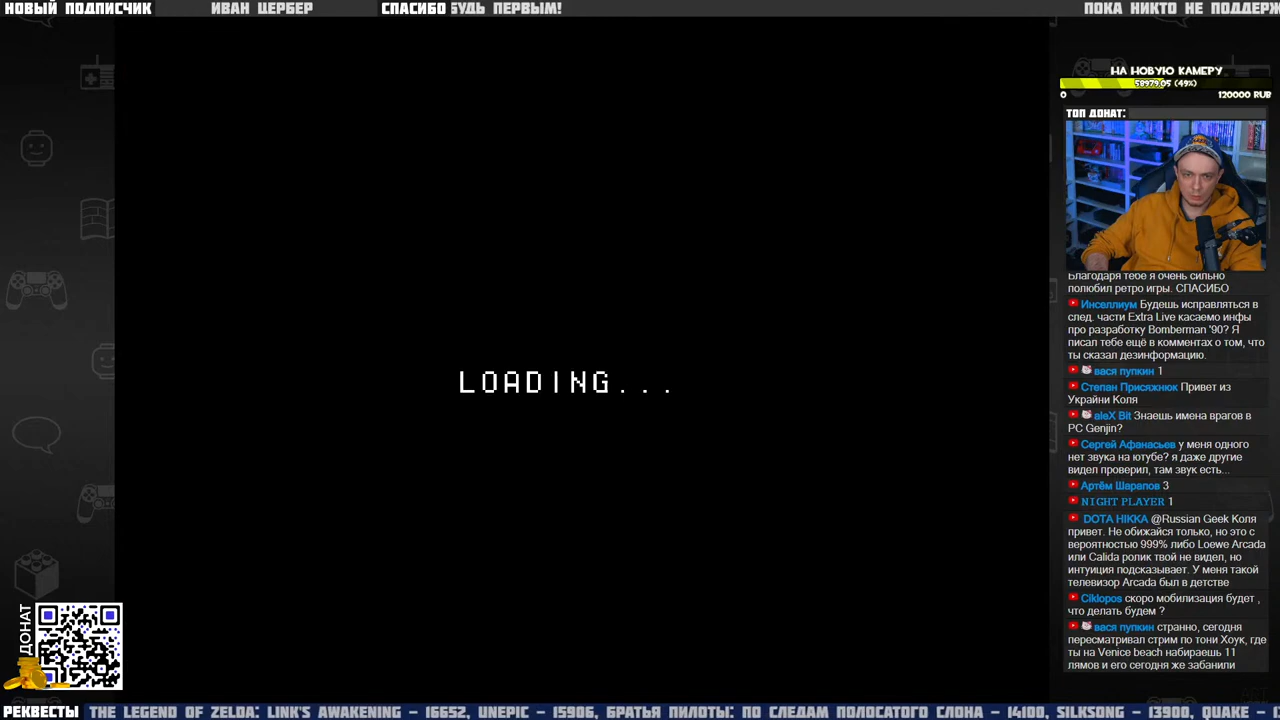 НОВЫЙ ПОДПИСЧИК ИВАН ЦЕРБЕР СПАСИБО БУДЬ ПЕРВЫМ! ПОКА НИКТО НЕ ПОДДЕРЖ
НА НОВУЮ КАМЕРУ
58979.05 (49%)
0 120000 RUB
ТОП ДОНАТ:
Благодаря тебе я очень сильно
полюбил ретро игры. СПАСИБО
Инселлиум Будешь исправляться в
след. части Extra Live касаемо инфы
про разработку Bomberman '90? Я
писал тебе ещё в комментах о том, что
ты сказал дезинформацию.
вася пупкин 1
Степан Присяжнюк Привет из
Украйни Коля
aleX Bit Знаешь имена врагов в
PC Genjin?
Сергей Афанасьев у меня одного
нет звука на ютубе? я даже другие
видел проверил, там звук есть...
Артём Шарапов 3
NIGHT PLAYER 1
DOTA HIKKA @Russian Geek Коля
привет. Не обижайся только, но это с
вероятностью 999% либо Loewe Arcada
или Calida ролик твой не видел, но
интуиция подсказывает. У меня такой
телевизор Arcada был в детстве
Ciklopos скоро мобилизация будет ,
что делать будем ?
вася пупкин странно, сегодня
пересматривал стрим по тони Хоук, где
ты на Venice beach набираешь 11
лямов и его сегодня же забанили
LOADING...
ДОНАТ
РЕКВЕСТЫ THE LEGEND OF ZELDA: LINK'S AWAKENING – 16652, UNEPIC – 15906, БРАТЬЯ ПИЛОТЫ: ПО СЛЕДАМ ПОЛОСАТОГО СЛОНА – 14100, SILKSONG – 6900, QUAKE – 1